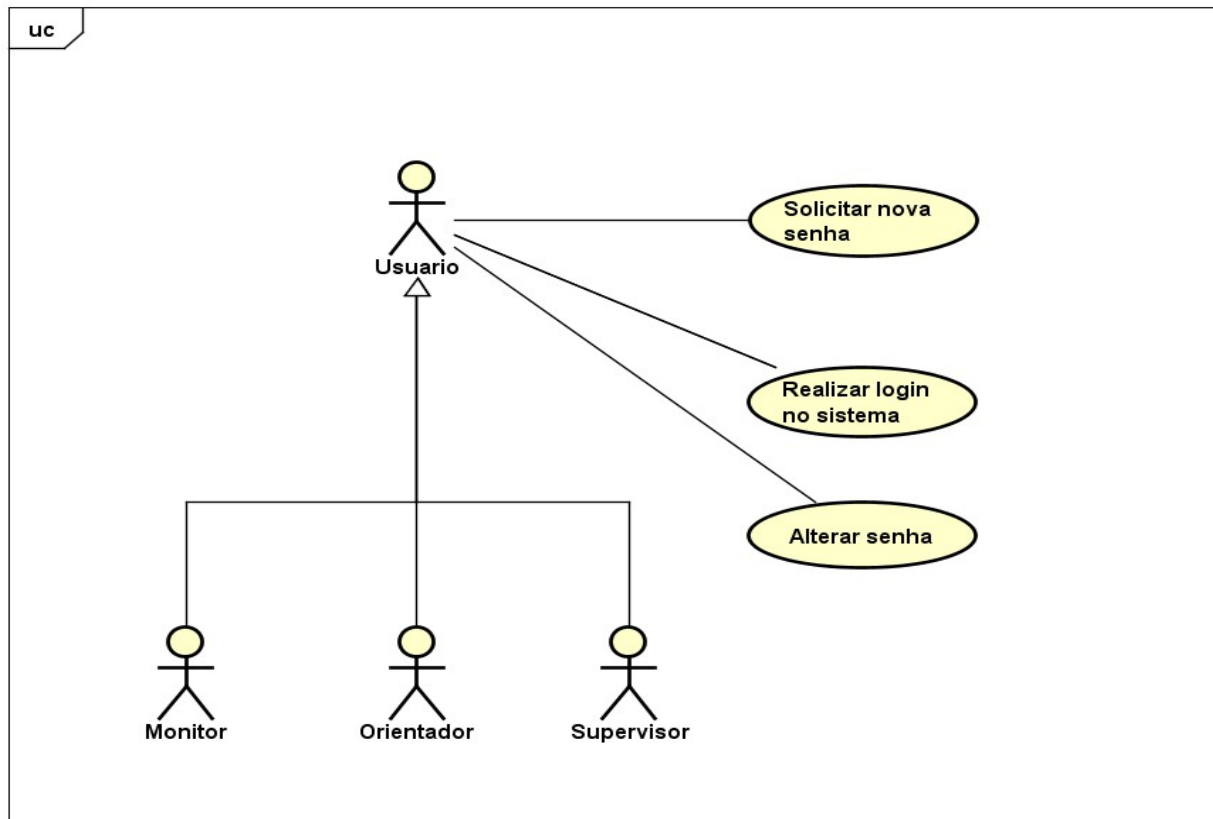 uc
Usuario
Solicitar nova
senha
Realizar login
no sistema
Alterar senha
Monitor
Orientador
Supervisor